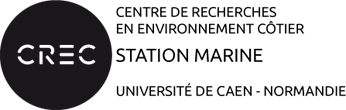 CREC
CENTRE DE RECHERCHES
EN ENVIRONNEMENT CÔTIER
STATION MARINE
UNIVERSITÉ DE CAEN - NORMANDIE